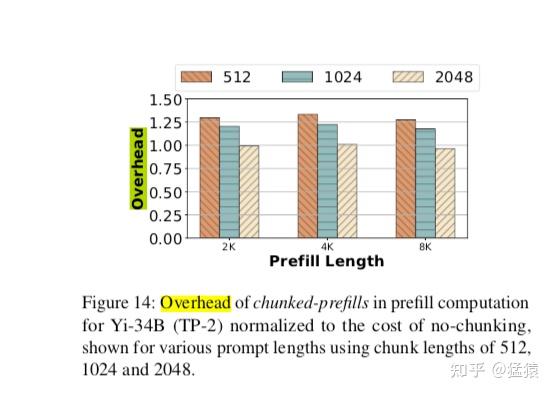 512 1024 2048
1.50
1.25
1.00
0.75
0.50
0.25
0.00
Overhead
2K 4K 8K
Prefill Length
Figure 14: Overhead of chunked-prefills in prefill computation
for Yi-34B (TP-2) normalized to the cost of no-chunking,
shown for various prompt lengths using chunk lengths of 512,
1024 and 2048.
知乎 @猛猿